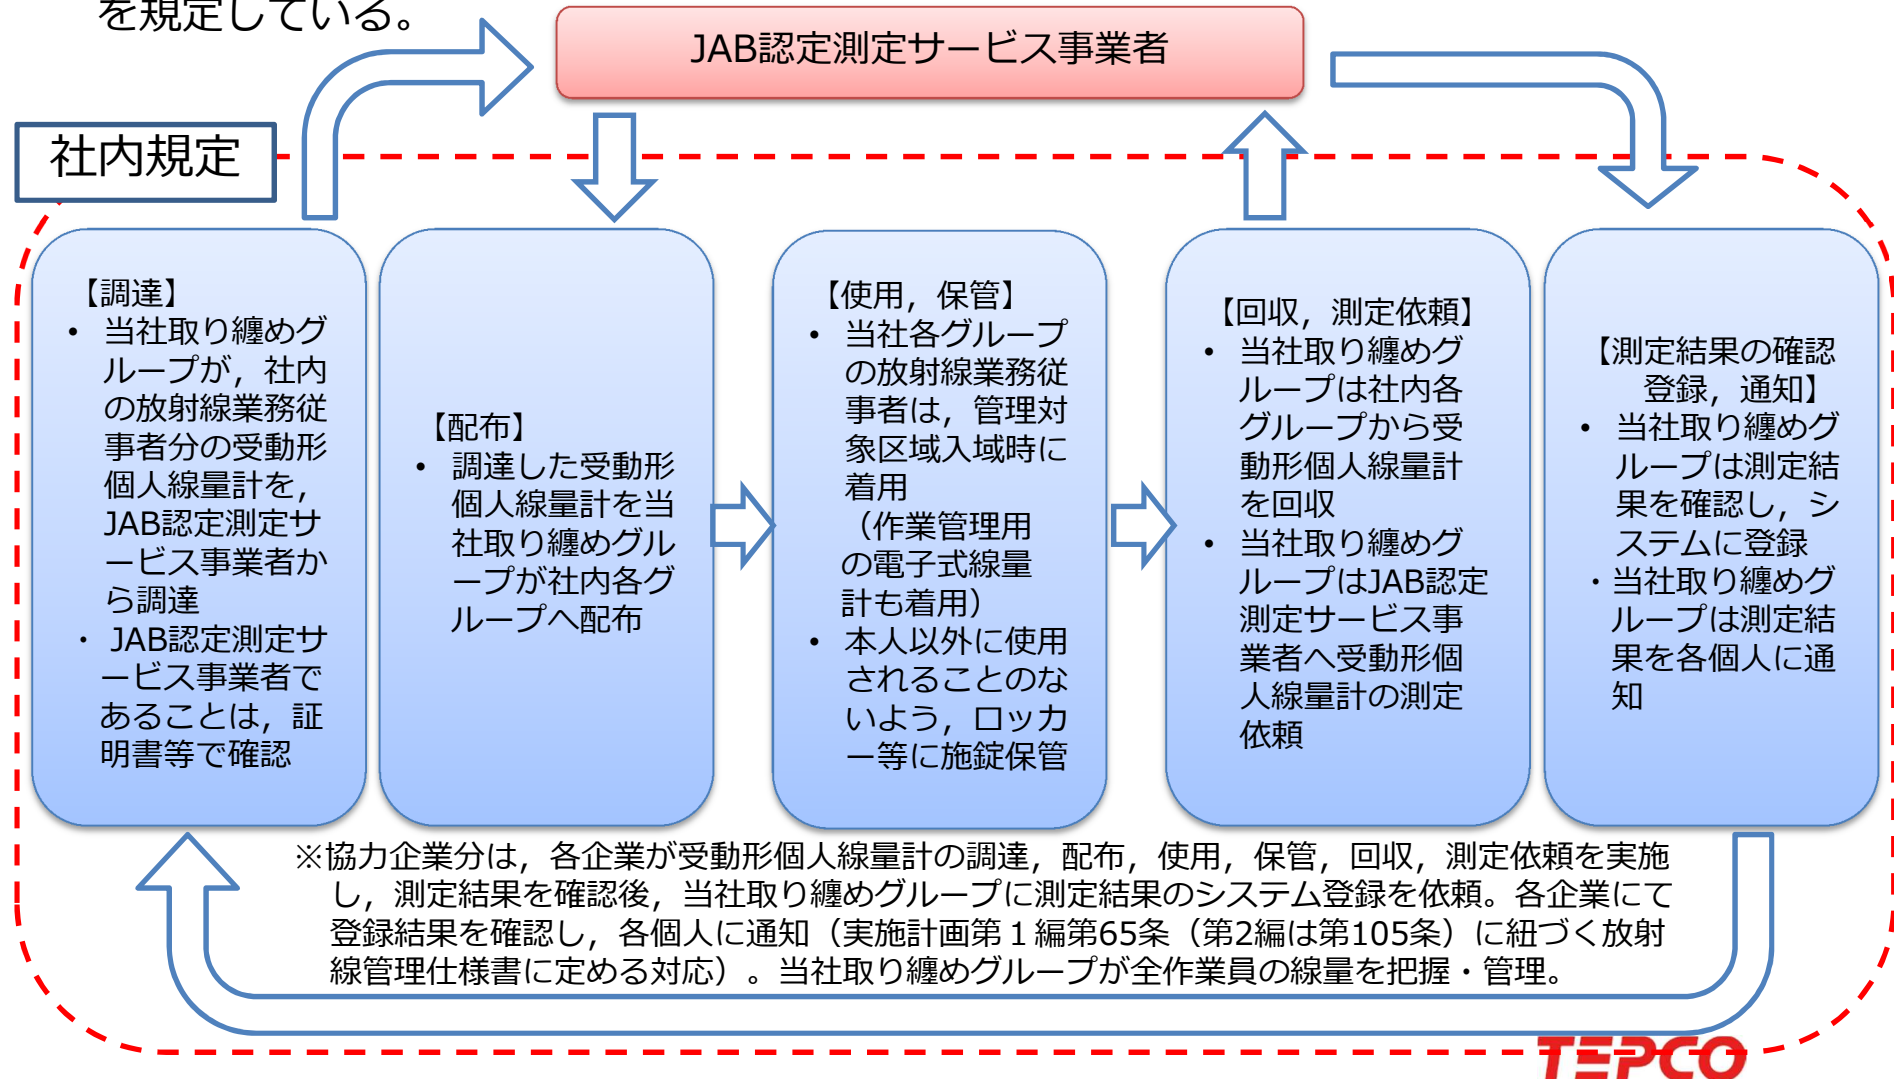 を規定している。
JAB認定測定サービス事業者
社内規定
【調達】
• 当社取り纏めグ
ループが，社内
の放射線業務従
事者分の受動形
個人線量計を，
JAB認定測定サ
ービス事業者か
ら調達
・ JAB認定測定サ
ービス事業者で
あることは，証
明書等で確認
【配布】
• 調達した受動形
個人線量計を当
社取り纏めグル
ープが社内各グ
ループへ配布
【使用，保管】
• 当社各グループ
の放射線業務従
事者は，管理対
象区域入域時に
着用
（作業管理用
の電子式線量
計も着用）
• 本人以外に使用
されることのな
いよう，ロッカ
ー等に施錠保管
【回収，測定依頼】
• 当社取り纏めグ
ループは社内各
グループから受
動形個人線量計
を回収
• 当社取り纏めグ
ループはJAB認定
測定サービス事
業者へ受動形個
人線量計の測定
依頼
【測定結果の確認
登録，通知】
• 当社取り纏めグ
ループは測定結
果を確認し，シ
ステムに登録
・当社取り纏めグ
ループは測定結
果を各個人に通
知
※協力企業分は，各企業が受動形個人線量計の調達，配布，使用，保管，回収，測定依頼を実施
し，測定結果を確認後，当社取り纏めグループに測定結果のシステム登録を依頼。各企業にて
登録結果を確認し，各個人に通知（実施計画第１編第65条（第2編は第105条）に紐づく放射
線管理仕様書に定める対応）。当社取り纏めグループが全作業員の線量を把握・管理。
TEPCO